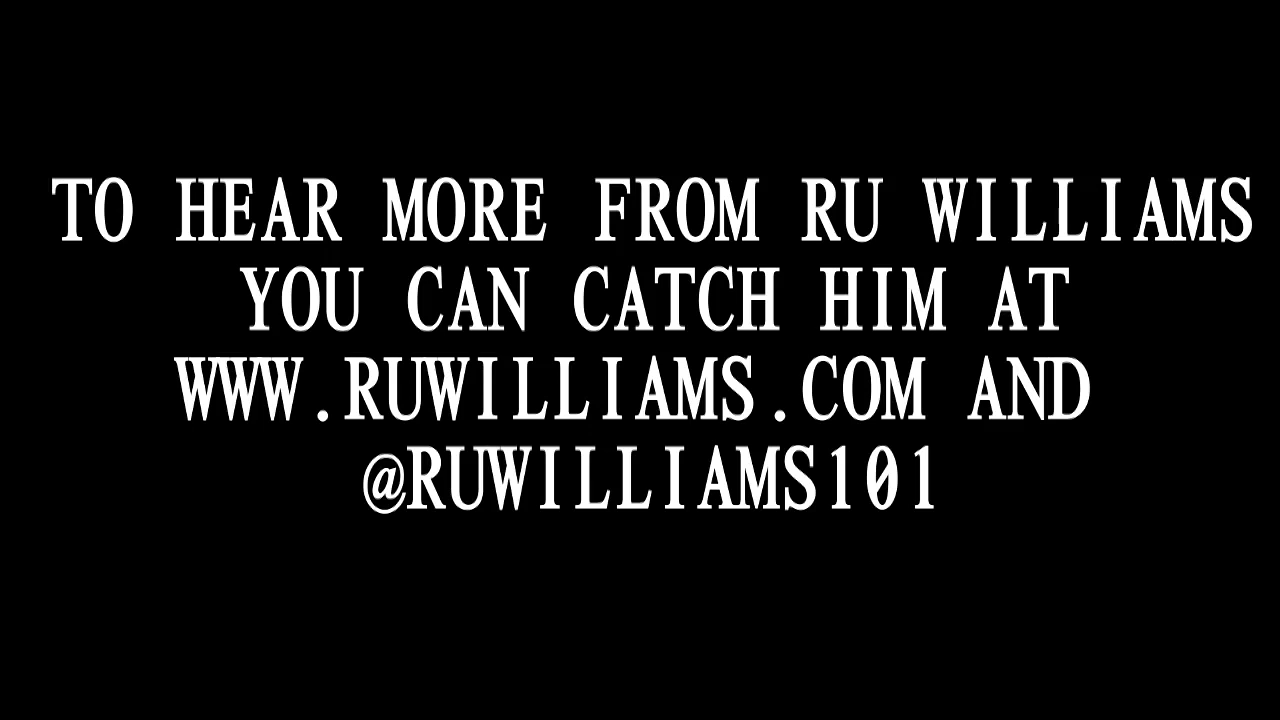 TO HEAR MORE FROM RU WILLIAMS
YOU CAN CATCH HIM AT
WWW.RUWILLIAMS.COM AND
@RUWILLIAMS101